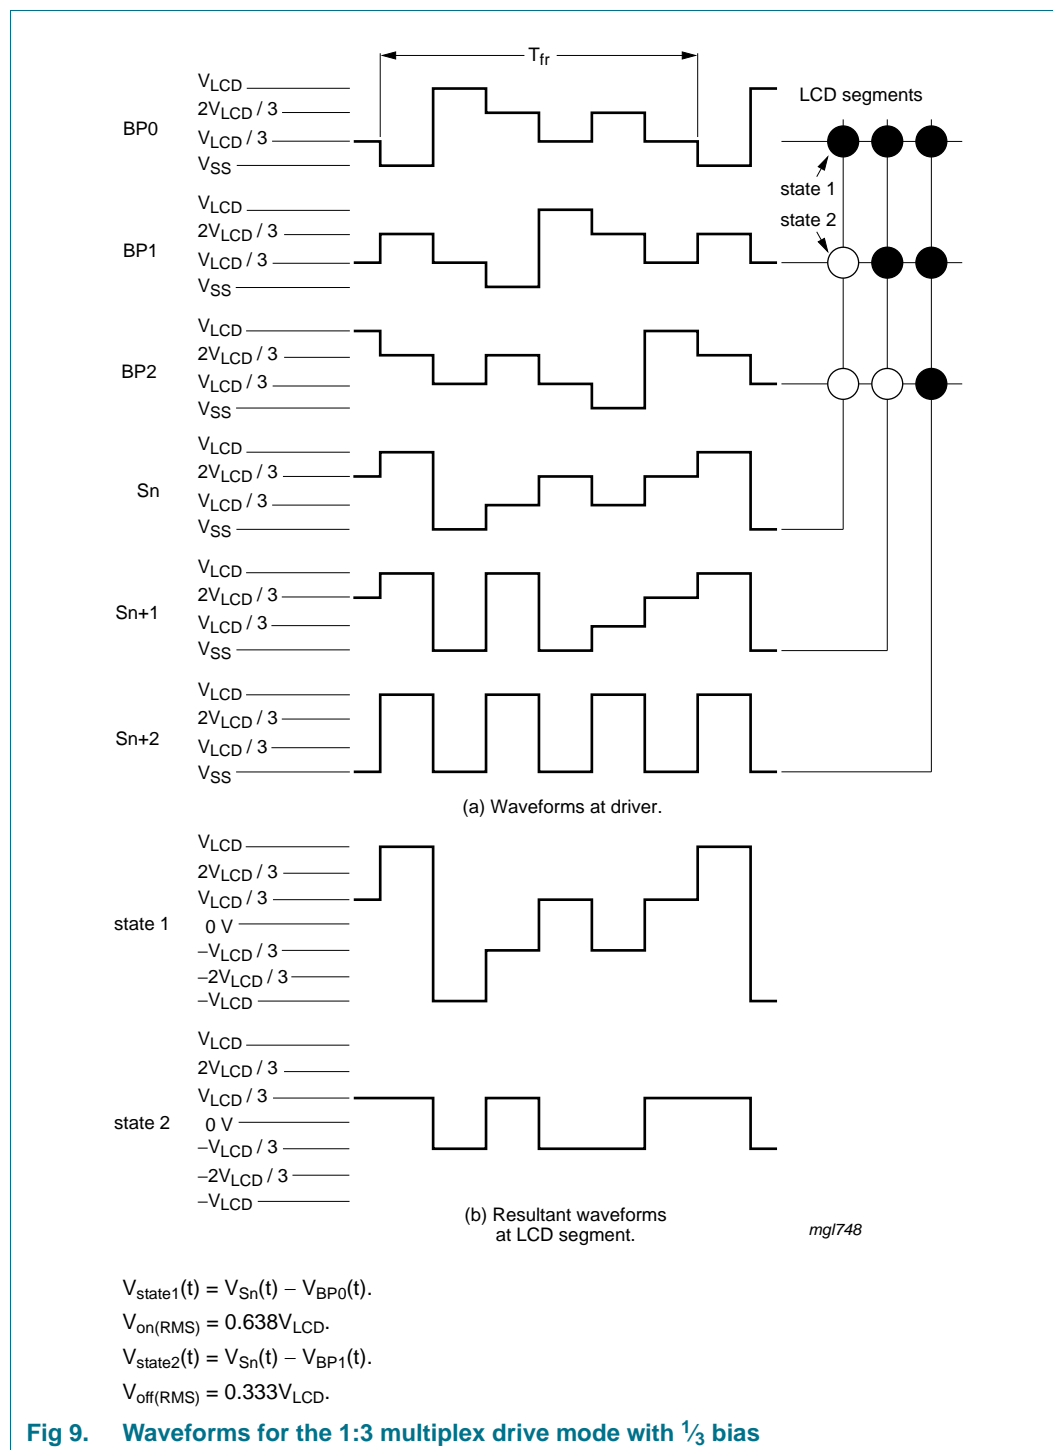 Tfr
VLCD
2VLCD / 3
BP0
VLCD / 3
VSS
LCD segments
state 1
VLCD
2VLCD / 3
BP1
VLCD / 3
VSS
state 2
VLCD
2VLCD / 3
BP2
VLCD / 3
VSS
VLCD
2VLCD / 3
Sn
VLCD / 3
VSS
VLCD
2VLCD / 3
Sn+1
VLCD / 3
VSS
VLCD
2VLCD / 3
Sn+2
VLCD / 3
VSS
(a) Waveforms at driver.
VLCD
2VLCD / 3
VLCD / 3
state 1
0 V
−VLCD / 3
−2VLCD / 3
−VLCD
VLCD
2VLCD / 3
VLCD / 3
state 2
0 V
−VLCD / 3
−2VLCD / 3
−VLCD
(b) Resultant waveforms
at LCD segment.
mgl748
Vstate1(t) = VSn(t) − VBP0(t).
Von(RMS) = 0.638VLCD.
Vstate2(t) = VSn(t) − VBP1(t).
Voff(RMS) = 0.333VLCD.
Fig 9. Waveforms for the 1:3 multiplex drive mode with 1⁄3 bias